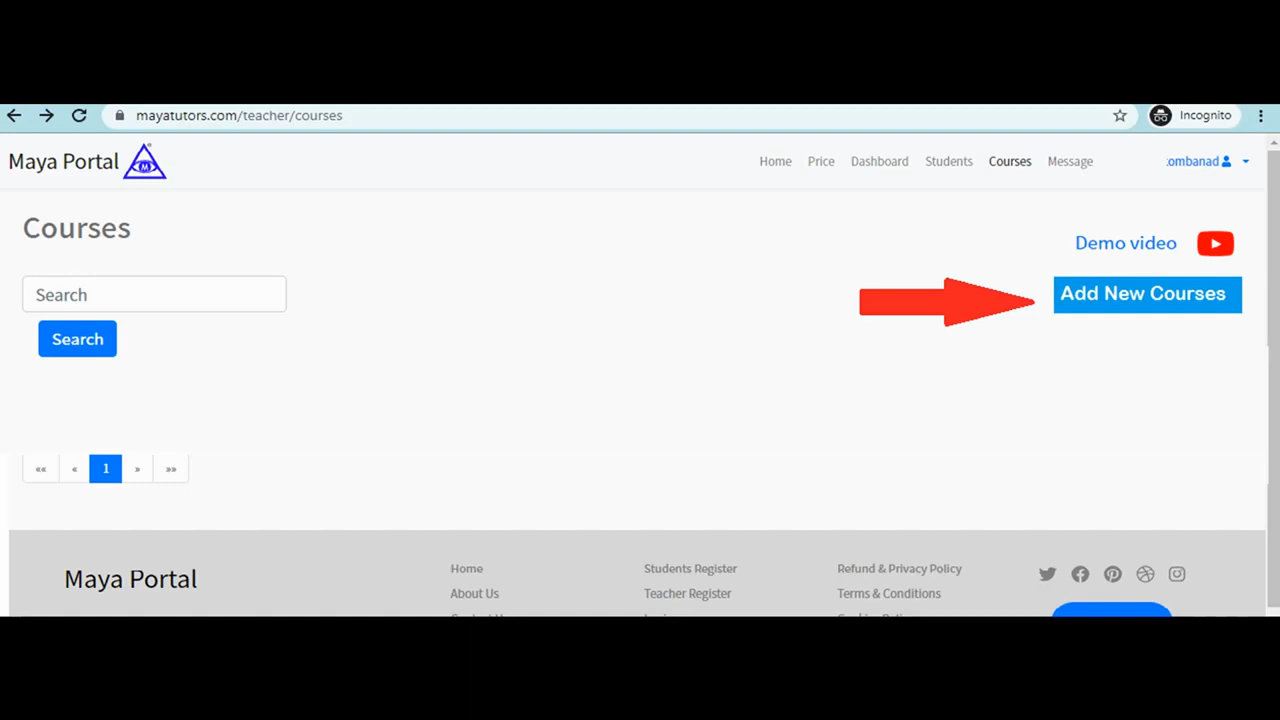 mayatutors.com/teacher/courses
Incognito
Maya Portal
M
Home Price Dashboard Students Courses Message
ombanad
Courses
Demo video
Search
Add New Courses
Search
«« « 1 » »»
Maya Portal
Home
About Us
Students Register
Teacher Register
Refund & Privacy Policy
Terms & Conditions